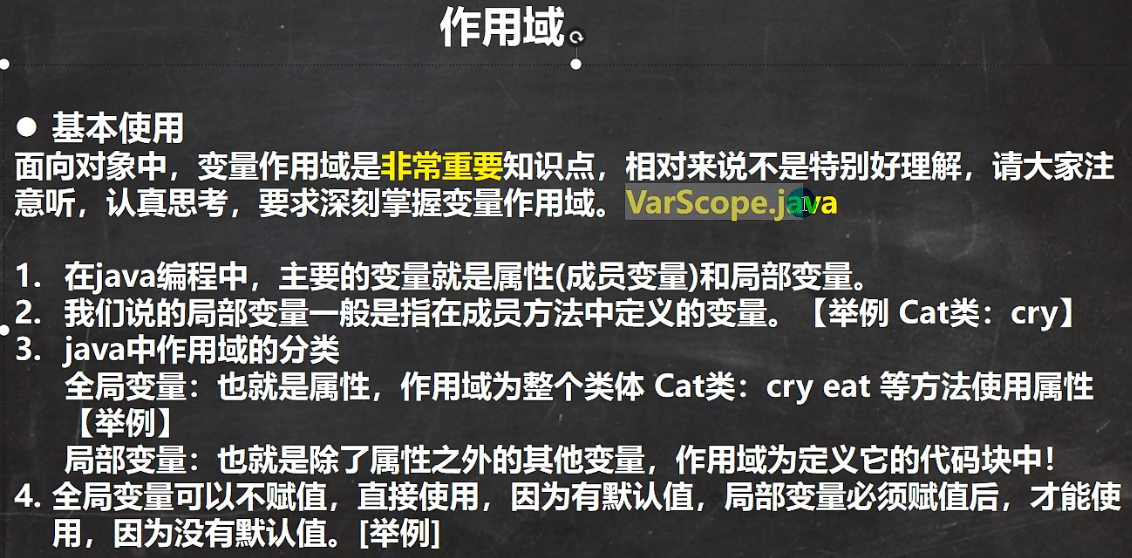 作用域
● 基本使用
面向对象中，变量作用域是非常重要知识点，相对来说不是特别好理解，请大家注
意听，认真思考，要求深刻掌握变量作用域。VarScope.java
1. 在java编程中，主要的变量就是属性(成员变量)和局部变量。
2. 我们说的局部变量一般是指在成员方法中定义的变量。【举例 Cat类：cry】
3. java中作用域的分类
全局变量：也就是属性，作用域为整个类体 Cat类：cry eat 等方法使用属性
【举例】
局部变量：也就是除了属性之外的其他变量，作用域为定义它的代码块中！
4. 全局变量可以不赋值，直接使用，因为有默认值，局部变量必须赋值后，才能使
用，因为没有默认值。[举例]